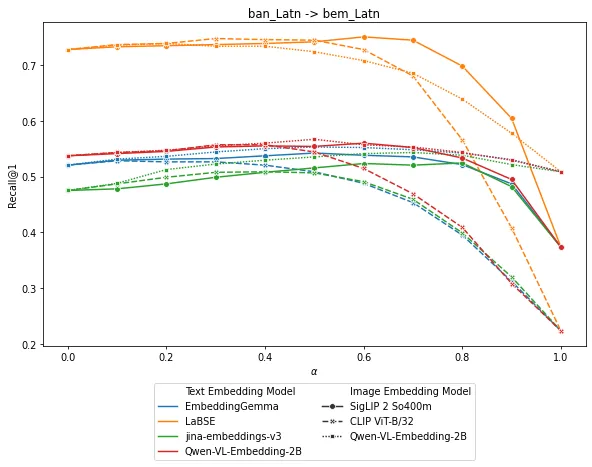 ban_Latn -> bem_Latn
Recall@1
0.7
0.6
0.5
0.4
0.3
0.2
0.0 0.2 0.4 0.6 0.8 1.0
α
Text Embedding Model Image Embedding Model
EmbeddingGemma SigLIP 2 So400m
LaBSE CLIP ViT-B/32
jina-embeddings-v3 Qwen-VL-Embedding-2B
Qwen-VL-Embedding-2B